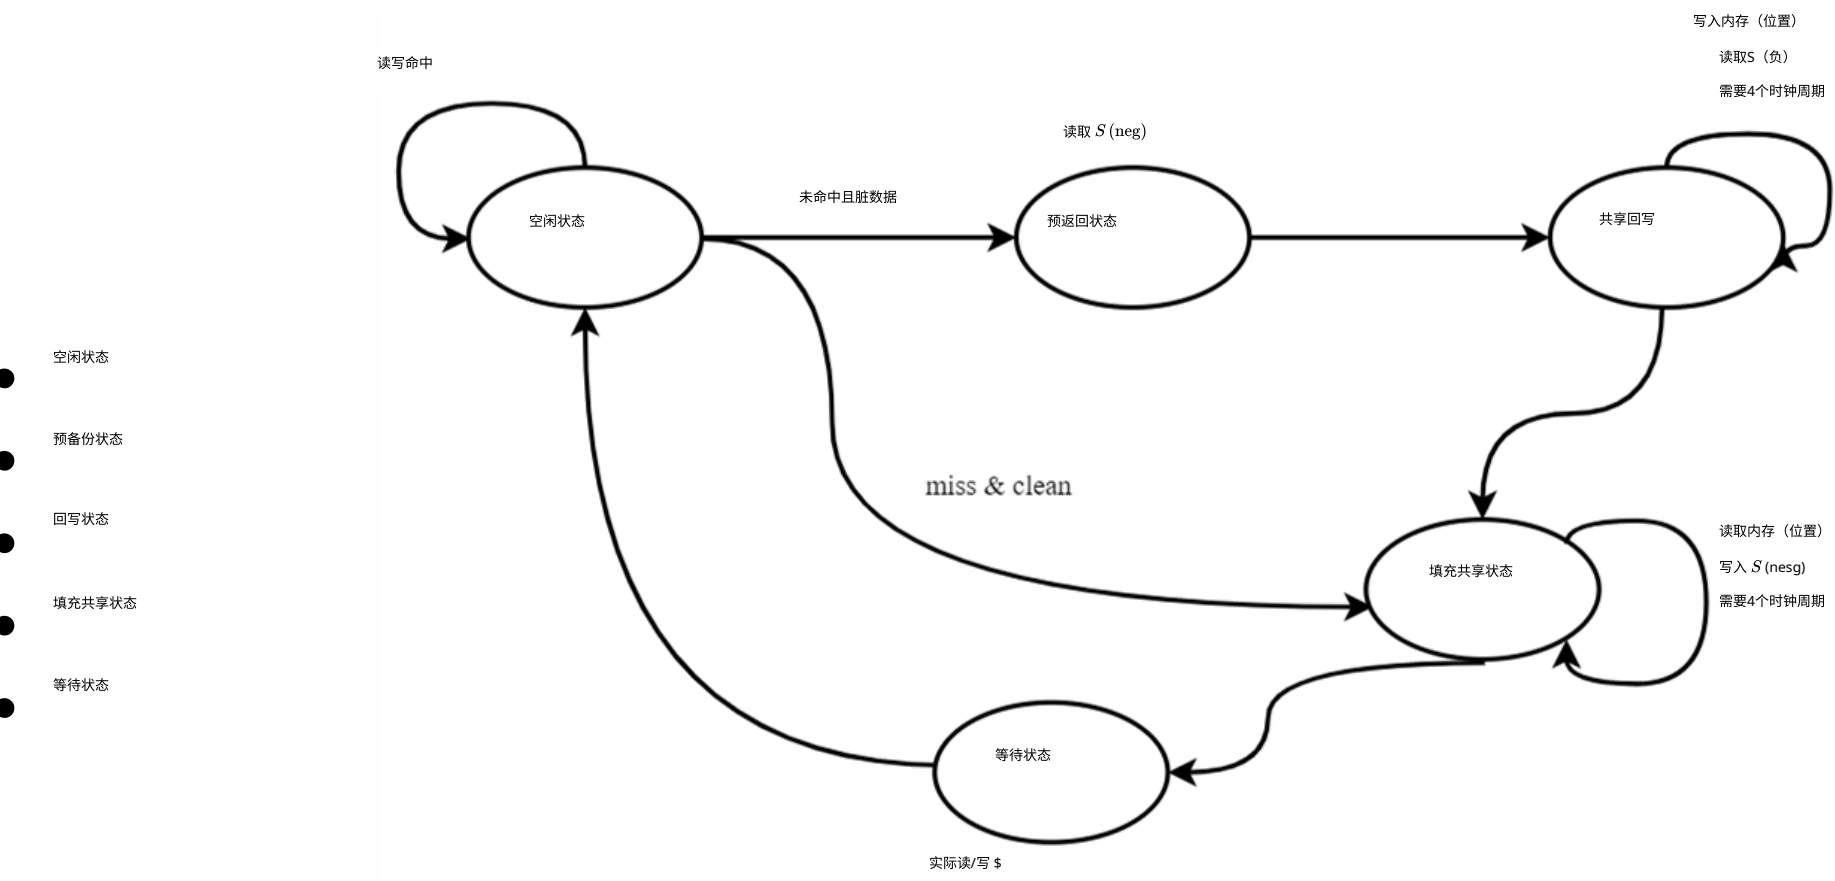 写入内存（位置）
读取S（负）
需要4个时钟周期
读写命中
读取 S (neg)
未命中且脏数据
空闲状态
预返回状态
共享回写
空闲状态
预备份状态
回写状态
填充共享状态
等待状态
miss & clean
填充共享状态
读取内存（位置）
写入 S (nesg)
需要4个时钟周期
等待状态
实际读/写 $